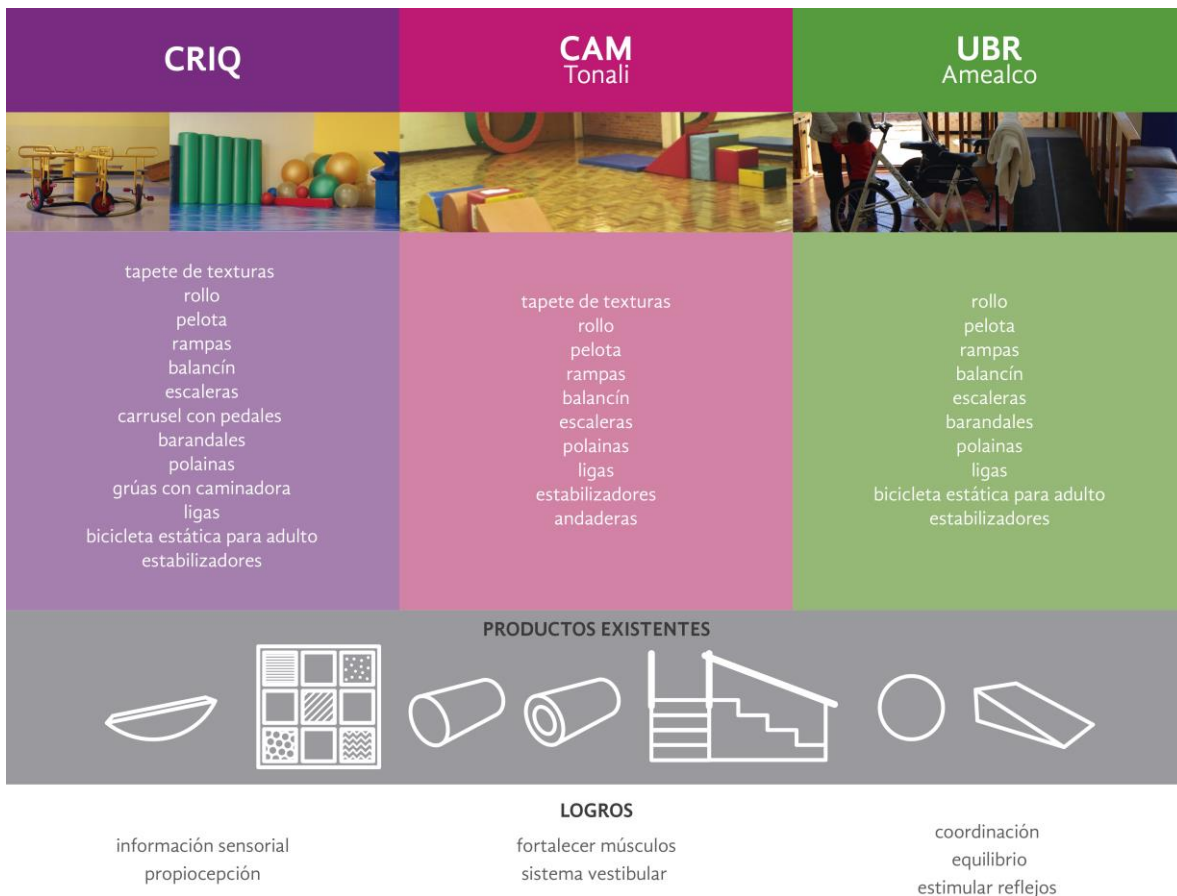 CRIQ
CAM
Tonali
UBR
Amealco
tapete de texturas
rollo
pelota
rampas
balancín
escaleras
carrusel con pedales
barandales
polainas
grúas con caminadora
ligas
bicicleta estática para adulto
estabilizadores
tapete de texturas
rollo
pelota
rampas
balancín
escaleras
polainas
ligas
estabilizadores
andaderas
rollo
pelota
rampas
balancín
escaleras
barandales
polainas
ligas
bicicleta estática para adulto
estabilizadores
PRODUCTOS EXISTENTES
LOGROS
información sensorial
propiocepción
fortalecer músculos
sistema vestibular
coordinación
equilibrio
estimular reflejos